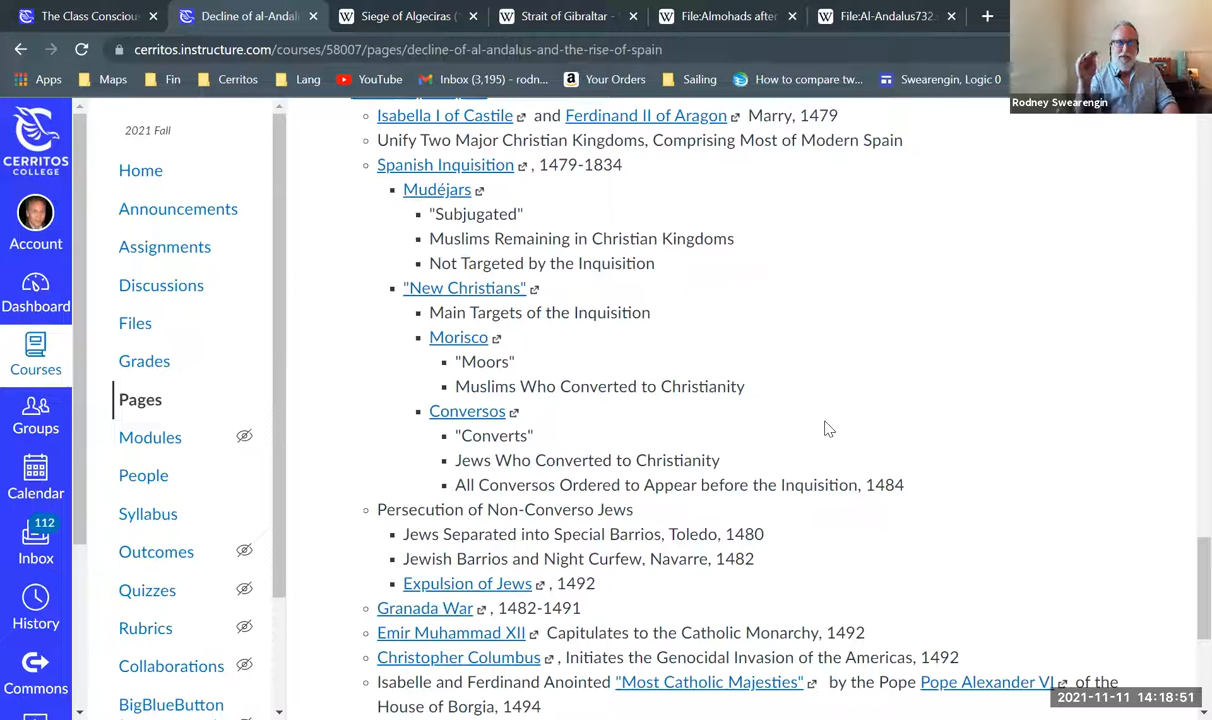 The Class Conscious
Decline of al-Andal
Siege of Algeciras (
Strait of Gibraltar -
File:Almohads after
File:Al-Andalus732.
cerritos.instructure.com/courses/58007/pages/decline-of-al-andalus-and-the-rise-of-spain
Apps
Maps
Fin
Cerritos
Lang
YouTube
Inbox (3,195) - rodn...
Your Orders
Sailing
How to compare tw...
Swearengin, Logic 0
Rodney Swearengin
CERRITOS
COLLEGE
Account
Dashboard
Courses
Groups
Calendar
112
Inbox
History
Commons
2021 Fall
Home
Announcements
Assignments
Discussions
Files
Grades
Pages
Modules
People
Syllabus
Outcomes
Quizzes
Rubrics
Collaborations
BigBlueButton
Isabella I of Castile and Ferdinand II of Aragon Marry, 1479
Unify Two Major Christian Kingdoms, Comprising Most of Modern Spain
Spanish Inquisition , 1479-1834
Mudéjars
"Subjugated"
Muslims Remaining in Christian Kingdoms
Not Targeted by the Inquisition
"New Christians"
Main Targets of the Inquisition
Morisco
"Moors"
Muslims Who Converted to Christianity
Conversos
"Converts"
Jews Who Converted to Christianity
All Conversos Ordered to Appear before the Inquisition, 1484
Persecution of Non-Converso Jews
Jews Separated into Special Barrios, Toledo, 1480
Jewish Barrios and Night Curfew, Navarre, 1482
Expulsion of Jews , 1492
Granada War , 1482-1491
Emir Muhammad XII Capitulates to the Catholic Monarchy, 1492
Christopher Columbus , Initiates the Genocidal Invasion of the Americas, 1492
Isabelle and Ferdinand Anointed "Most Catholic Majesties" by the Pope Pope Alexander VI of the
House of Borgia, 1494
2021-11-11 14:18:51